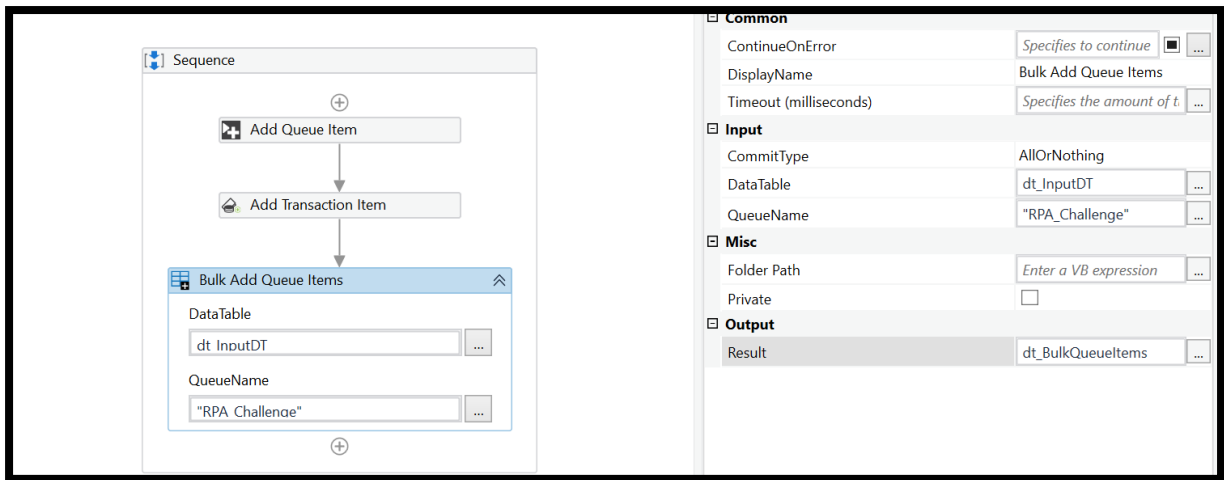 Sequence
Add Queue Item
Add Transaction Item
Bulk Add Queue Items
DataTable
dt_InputDT
...
QueueName
"RPA_Challenge"
...
Common
ContinueOnError Specifies to continue ...
DisplayName Bulk Add Queue Items
Timeout (milliseconds) Specifies the amount of ti ...
Input
CommitType AllOrNothing
DataTable dt_InputDT ...
QueueName "RPA_Challenge" ...
Misc
Folder Path Enter a VB expression ...
Private
Output
Result dt_BulkQueueItems ...